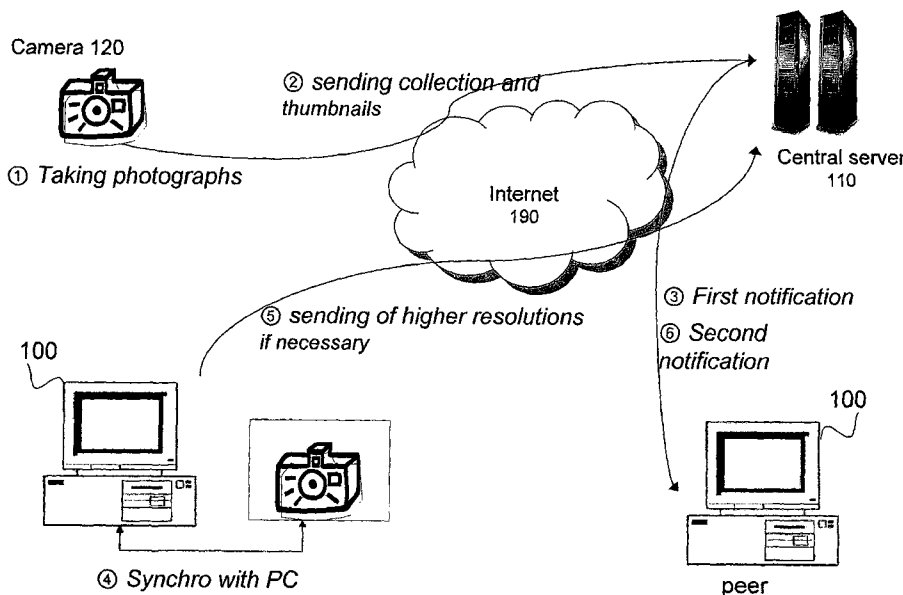 Camera 120
② sending collection and
thumbnails
① Taking photographs
Central server
110
Internet
190
③ First notification
⑤ sending of higher resolutions
if necessary
⑥ Second
notification
100
100
④ Synchro with PC
peer